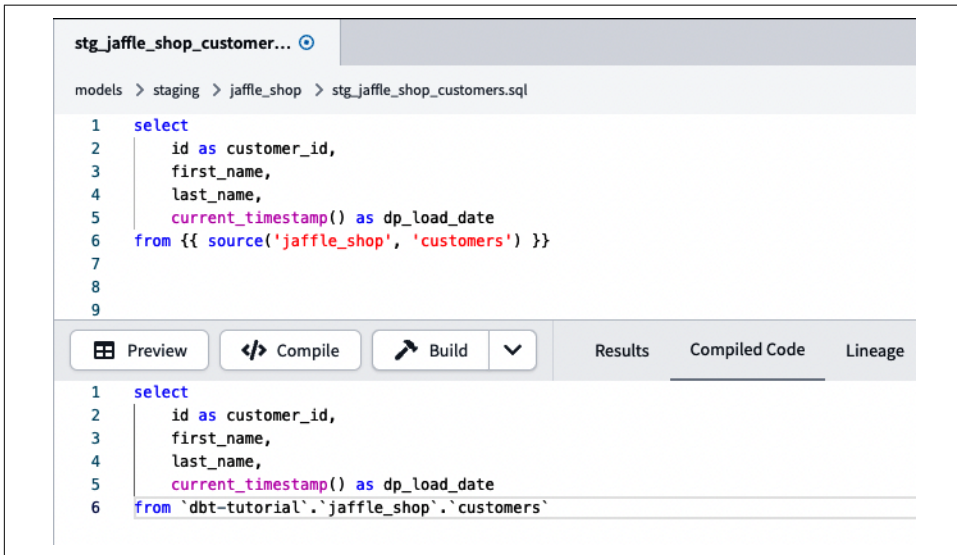 stg_jaffle_shop_customer...
models > staging > jaffle_shop > stg_jaffle_shop_customers.sql
1 select
2 id as customer_id,
3 first_name,
4 last_name,
5 current_timestamp() as dp_load_date
6 from {{ source('jaffle_shop', 'customers') }}
7
8
9
Preview </> Compile Build Results Compiled Code Lineage
1 select
2 id as customer_id,
3 first_name,
4 last_name,
5 current_timestamp() as dp_load_date
6 from `dbt-tutorial`.`jaffle_shop`.`customers`